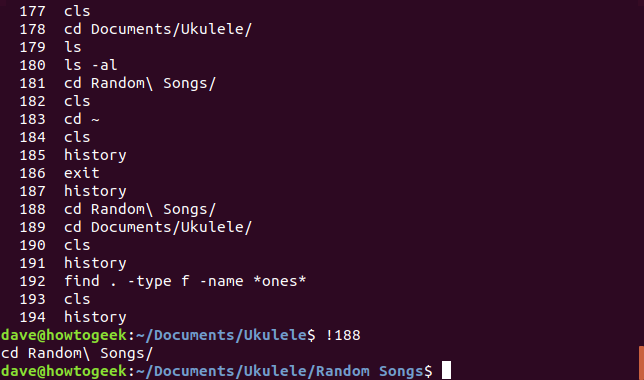 177 cls
178 cd Documents/Ukulele/
179 ls
180 ls -al
181 cd Random\ Songs/
182 cls
183 cd ~
184 cls
185 history
186 exit
187 history
188 cd Random\ Songs/
189 cd Documents/Ukulele/
190 cls
191 history
192 find . -type f -name *ones*
193 cls
194 history
dave@howtogeek:~/Documents/Ukulele$ !188
cd Random\ Songs/
dave@howtogeek:~/Documents/Ukulele/Random Songs$